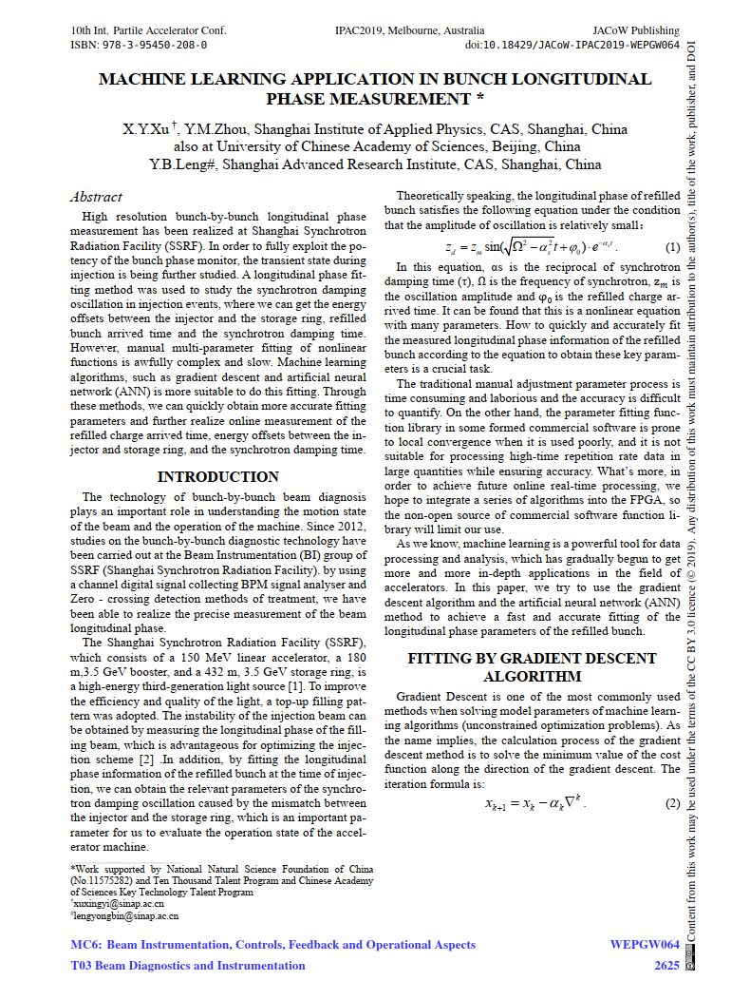 10th Int. Partile Accelerator Conf.
IPAC2019, Melbourne, Australia
JACoW Publishing
ISBN: 978-3-95450-208-0
doi:10.18429/JACoW-IPAC2019-WEPGW064
MACHINE LEARNING APPLICATION IN BUNCH LONGITUDINAL
PHASE MEASUREMENT *
X.Y.Xu †, Y.M.Zhou, Shanghai Institute of Applied Physics, CAS, Shanghai, China
also at University of Chinese Academy of Sciences, Beijing, China
Y.B.Leng#, Shanghai Advanced Research Institute, CAS, Shanghai, China
Abstract
High resolution bunch-by-bunch longitudinal phase
measurement has been realized at Shanghai Synchrotron
Radiation Facility (SSRF). In order to fully exploit the po-
tency of the bunch phase monitor, the transient state during
injection is being further studied. A longitudinal phase fit-
ting method was used to study the synchrotron damping
oscillation in injection events, where we can get the energy
offsets between the injector and the storage ring, refilled
bunch arrived time and the synchrotron damping time.
However, manual multi-parameter fitting of nonlinear
functions is awfully complex and slow. Machine learning
algorithms, such as gradient descent and artificial neural
network (ANN) is more suitable to do this fitting. Through
these methods, we can quickly obtain more accurate fitting
parameters and further realize online measurement of the
refilled charge arrived time, energy offsets between the in-
jector and storage ring, and the synchrotron damping time.
INTRODUCTION
The technology of bunch-by-bunch beam diagnosis
plays an important role in understanding the motion state
of the beam and the operation of the machine. Since 2012,
studies on the bunch-by-bunch diagnostic technology have
been carried out at the Beam Instrumentation (BI) group of
SSRF (Shanghai Synchrotron Radiation Facility). by using
a channel digital signal collecting BPM signal analyser and
Zero - crossing detection methods of treatment, we have
been able to realize the precise measurement of the beam
longitudinal phase.
The Shanghai Synchrotron Radiation Facility (SSRF),
which consists of a 150 MeV linear accelerator, a 180
m,3.5 GeV booster, and a 432 m, 3.5 GeV storage ring, is
a high-energy third-generation light source [1]. To improve
the efficiency and quality of the light, a top-up filling pat-
tern was adopted. The instability of the injection beam can
be obtained by measuring the longitudinal phase of the fill-
ing beam, which is advantageous for optimizing the injec-
tion scheme [2] .In addition, by fitting the longitudinal
phase information of the refilled bunch at the time of injec-
tion, we can obtain the relevant parameters of the synchro-
tron damping oscillation caused by the mismatch between
the injector and the storage ring, which is an important pa-
rameter for us to evaluate the operation state of the accel-
erator machine.
*Work supported by National Natural Science Foundation of China
(No.11575282) and Ten Thousand Talent Program and Chinese Academy
of Sciences Key Technology Talent Program
†xuxingyi@sinap.ac.cn
#lengyongbin@sinap.ac.cn
Theoretically speaking, the longitudinal phase of refilled
bunch satisfies the following equation under the condition
that the amplitude of oscillation is relatively small：
z_d = z_m sin(√(Ω² − α_s²) t + φ_0) · e^{−α_s t} . (1)
In this equation, αs is the reciprocal of synchrotron
damping time (τ), Ω is the frequency of synchrotron, z_m is
the oscillation amplitude and φ_0 is the refilled charge ar-
rived time. It can be found that this is a nonlinear equation
with many parameters. How to quickly and accurately fit
the measured longitudinal phase information of the refilled
bunch according to the equation to obtain these key param-
eters is a crucial task.
The traditional manual adjustment parameter process is
time consuming and laborious and the accuracy is difficult
to quantify. On the other hand, the parameter fitting func-
tion library in some formed commercial software is prone
to local convergence when it is used poorly, and it is not
suitable for processing high-time repetition rate data in
large quantities while ensuring accuracy. What's more, in
order to achieve future online real-time processing, we
hope to integrate a series of algorithms into the FPGA, so
the non-open source of commercial software function li-
brary will limit our use.
As we know, machine learning is a powerful tool for data
processing and analysis, which has gradually begun to get
more and more in-depth applications in the field of
accelerators. In this paper, we try to use the gradient
descent algorithm and the artificial neural network (ANN)
method to achieve a fast and accurate fitting of the
longitudinal phase parameters of the refilled bunch.
FITTING BY GRADIENT DESCENT
ALGORITHM
Gradient Descent is one of the most commonly used
methods when solving model parameters of machine learn-
ing algorithms (unconstrained optimization problems). As
the name implies, the calculation process of the gradient
descent method is to solve the minimum value of the cost
function along the direction of the gradient descent. The
iteration formula is:
x_{k+1} = x_k − α_k ∇^k . (2)
MC6: Beam Instrumentation, Controls, Feedback and Operational Aspects
T03 Beam Diagnostics and Instrumentation
WEPGW064
2625
Content from this work may be used under the terms of the CC BY 3.0 licence (© 2019). Any distribution of this work must maintain attribution to the author(s), title of the work, publisher, and DOI